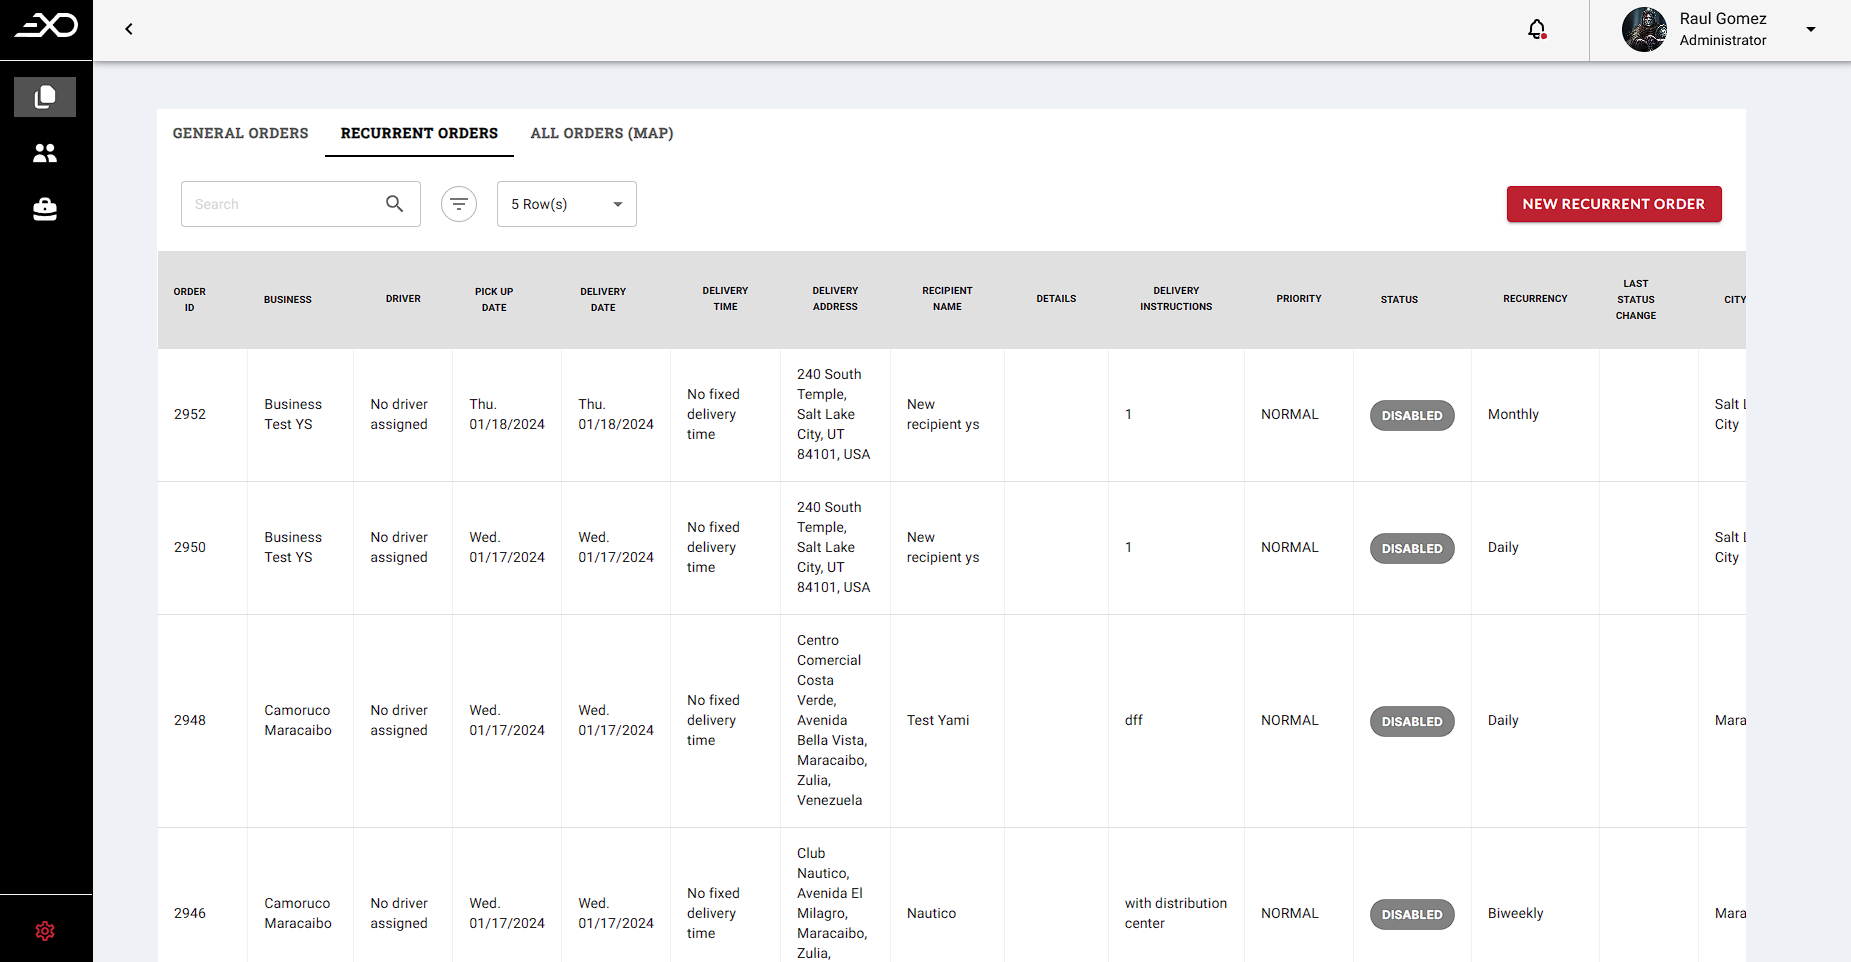 EXO
Raul Gomez
Administrator
GENERAL ORDERS
RECURRENT ORDERS
ALL ORDERS (MAP)
Search
5 Row(s)
NEW RECURRENT ORDER
ORDER
ID
BUSINESS
DRIVER
PICK UP
DATE
DELIVERY
DATE
DELIVERY
TIME
DELIVERY
ADDRESS
RECIPIENT
NAME
DETAILS
DELIVERY
INSTRUCTIONS
PRIORITY
STATUS
RECURRENCY
LAST
STATUS
CHANGE
CITY
2952
Business
Test YS
No driver
assigned
Thu.
01/18/2024
Thu.
01/18/2024
No fixed
delivery
time
240 South
Temple,
Salt Lake
City, UT
84101, USA
New
recipient ys
1
NORMAL
DISABLED
Monthly
Salt L
City
2950
Business
Test YS
No driver
assigned
Wed.
01/17/2024
Wed.
01/17/2024
No fixed
delivery
time
240 South
Temple,
Salt Lake
City, UT
84101, USA
New
recipient ys
1
NORMAL
DISABLED
Daily
Salt L
City
2948
Camoruco
Maracaibo
No driver
assigned
Wed.
01/17/2024
Wed.
01/17/2024
No fixed
delivery
time
Centro
Comercial
Costa
Verde,
Avenida
Bella Vista,
Maracaibo,
Zulia,
Venezuela
Test Yami
dff
NORMAL
DISABLED
Daily
Mara
2946
Camoruco
Maracaibo
No driver
assigned
Wed.
01/17/2024
Wed.
01/17/2024
No fixed
delivery
time
Club
Nautico,
Avenida El
Milagro,
Maracaibo,
Zulia,
Nautico
with distribution
center
NORMAL
DISABLED
Biweekly
Mara